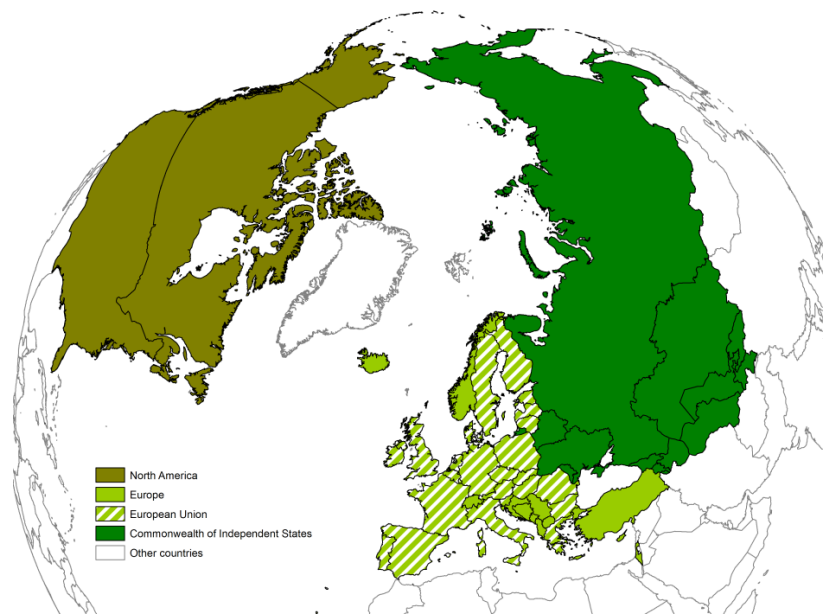 North America
Europe
European Union
Commonwealth of Independent States
Other countries